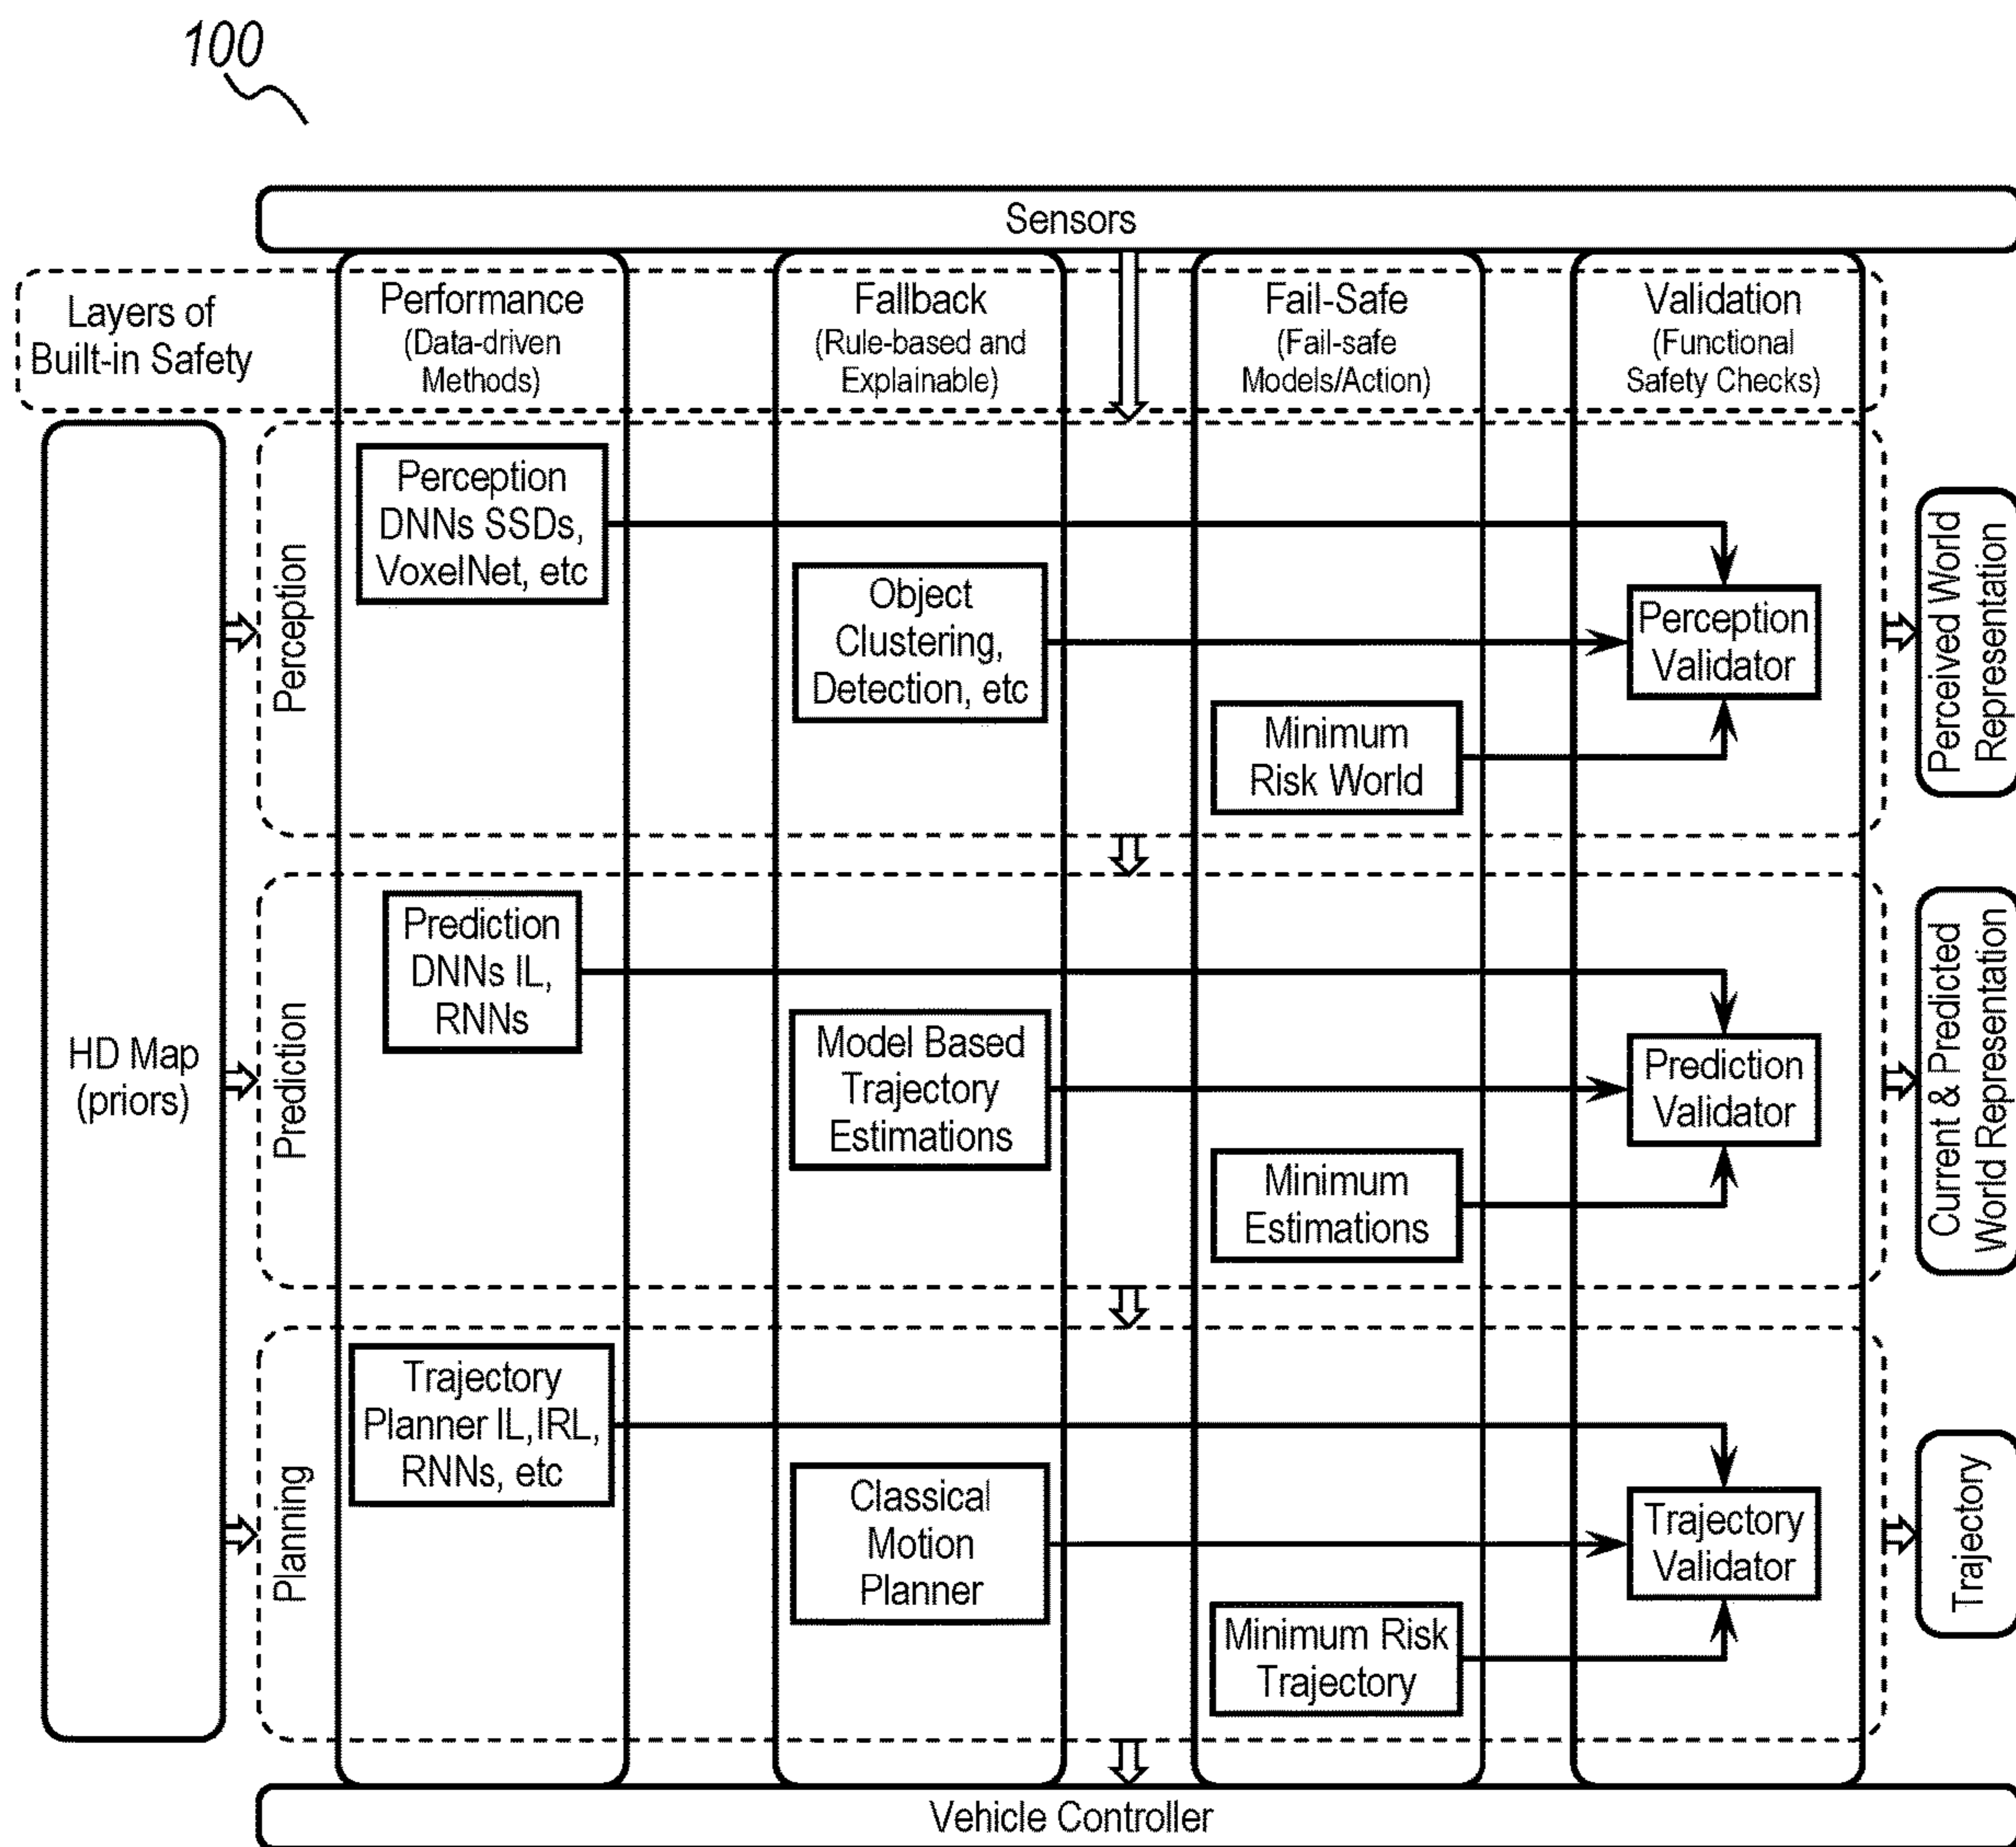 100
Sensors
Layers of
Built-in Safety
Performance
(Data-driven
Methods)
Fallback
(Rule-based and
Explainable)
Fail-Safe
(Fail-safe
Models/Action)
Validation
(Functional
Safety Checks)
HD Map
(priors)
Perception
Perception
DNNs SSDs,
VoxelNet, etc
Object
Clustering,
Detection, etc
Minimum
Risk World
Perception
Validator
Perceived World
Representation
Prediction
Prediction
DNNs IL,
RNNs
Model Based
Trajectory
Estimations
Minimum
Estimations
Prediction
Validator
Current & Predicted
World Representation
Planning
Trajectory
Planner IL,IRL,
RNNs, etc
Classical
Motion
Planner
Minimum Risk
Trajectory
Trajectory
Validator
Trajectory
Vehicle Controller